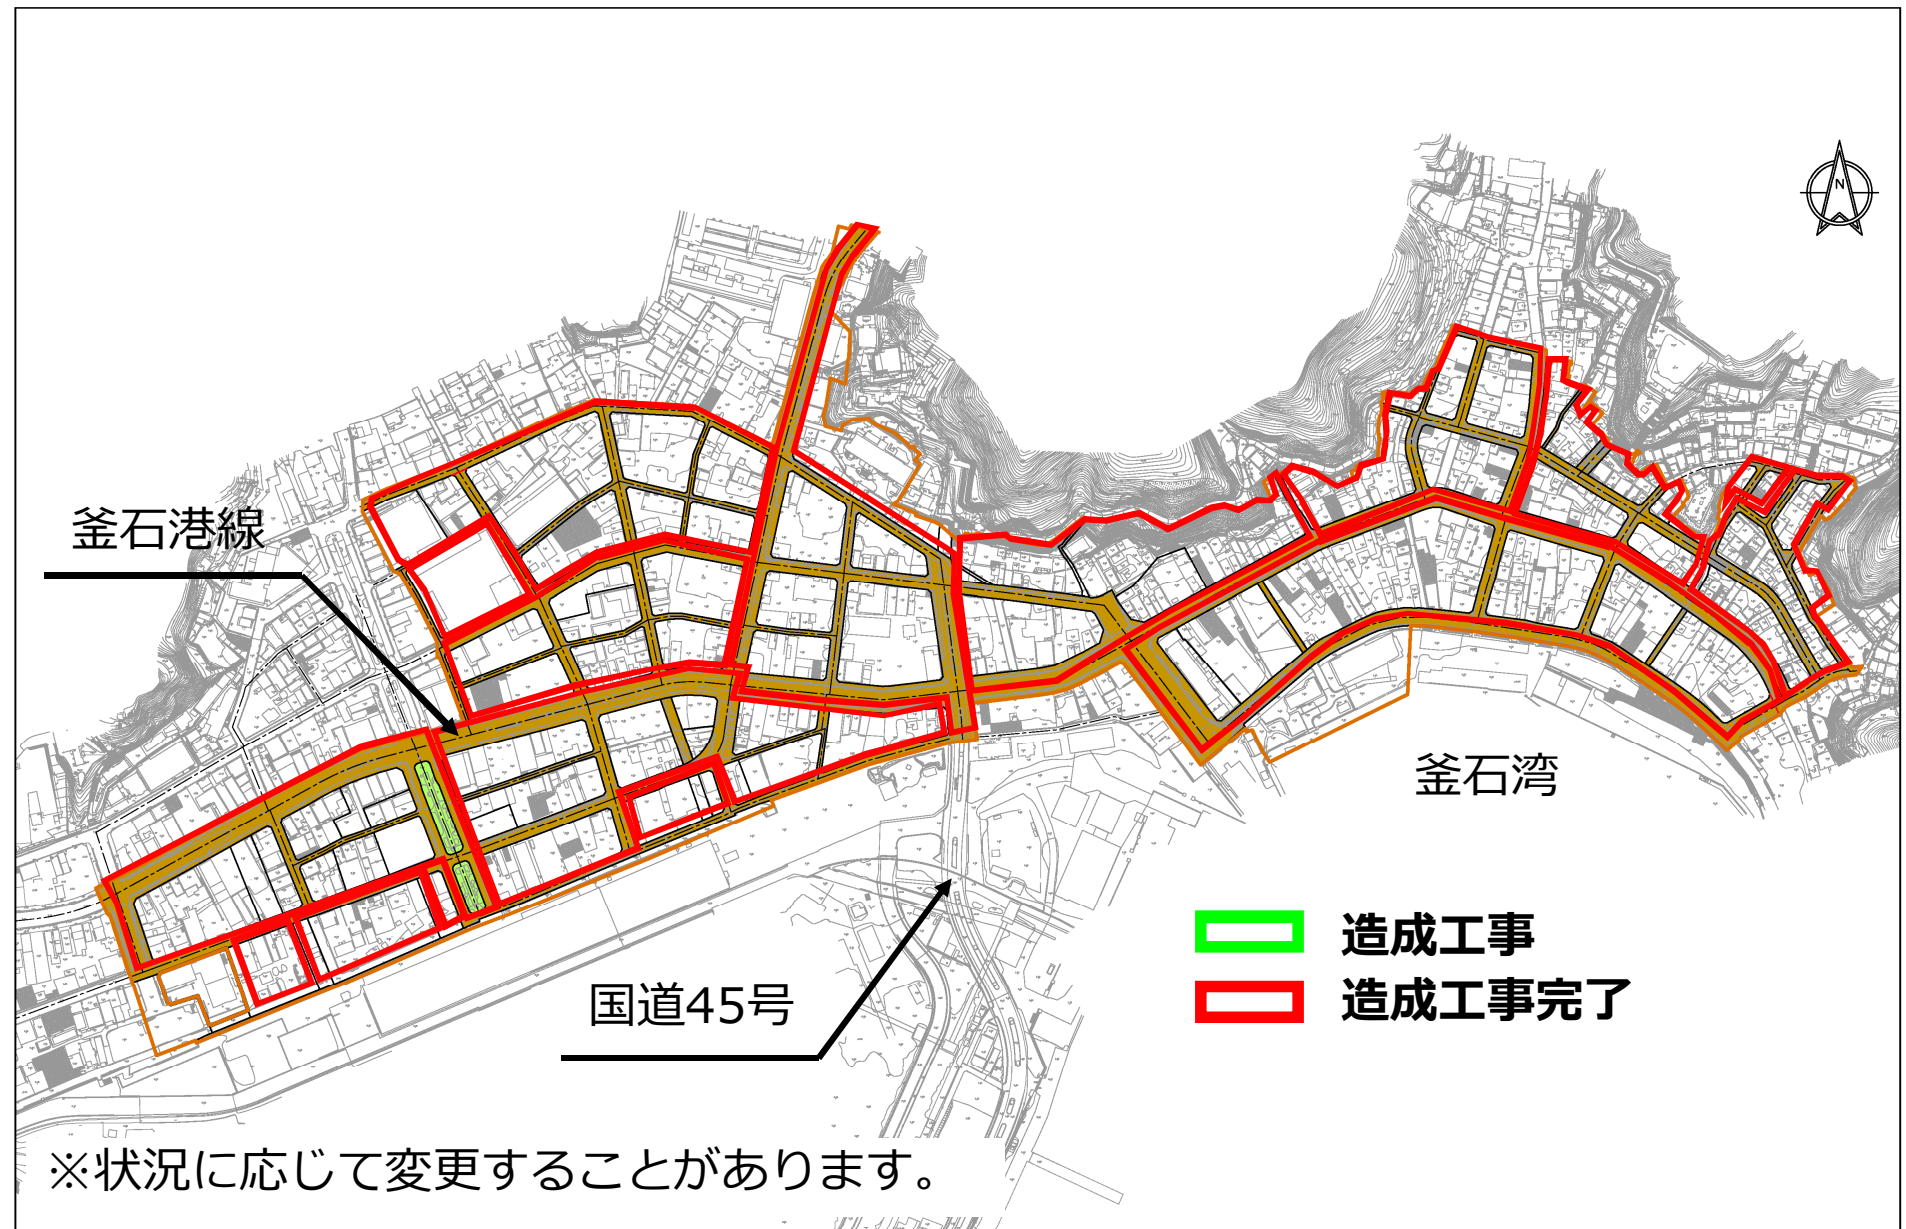 N
釜石港線
釜石湾
造成工事
国道45号
造成工事完了
※状況に応じて変更することがあります。